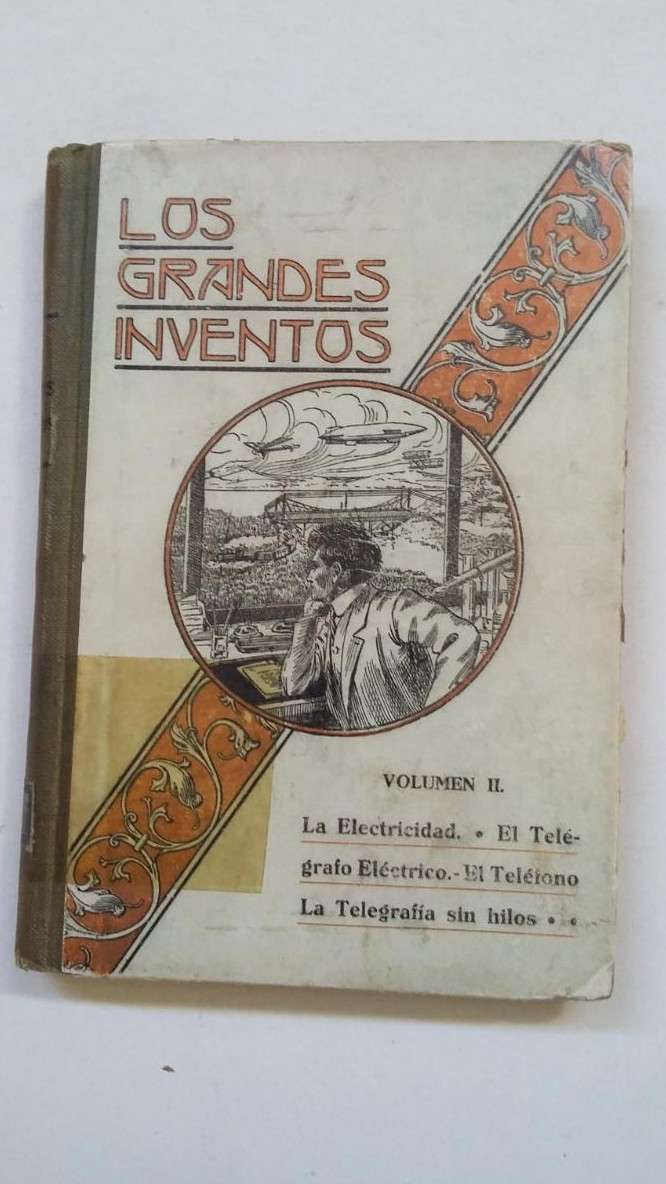 LOS
GRANDES
INVENTOS
VOLUMEN II.
La Electricidad. • El Telé-
grafo Eléctrico.-El Teléfono
La Telegrafía sin hilos • •